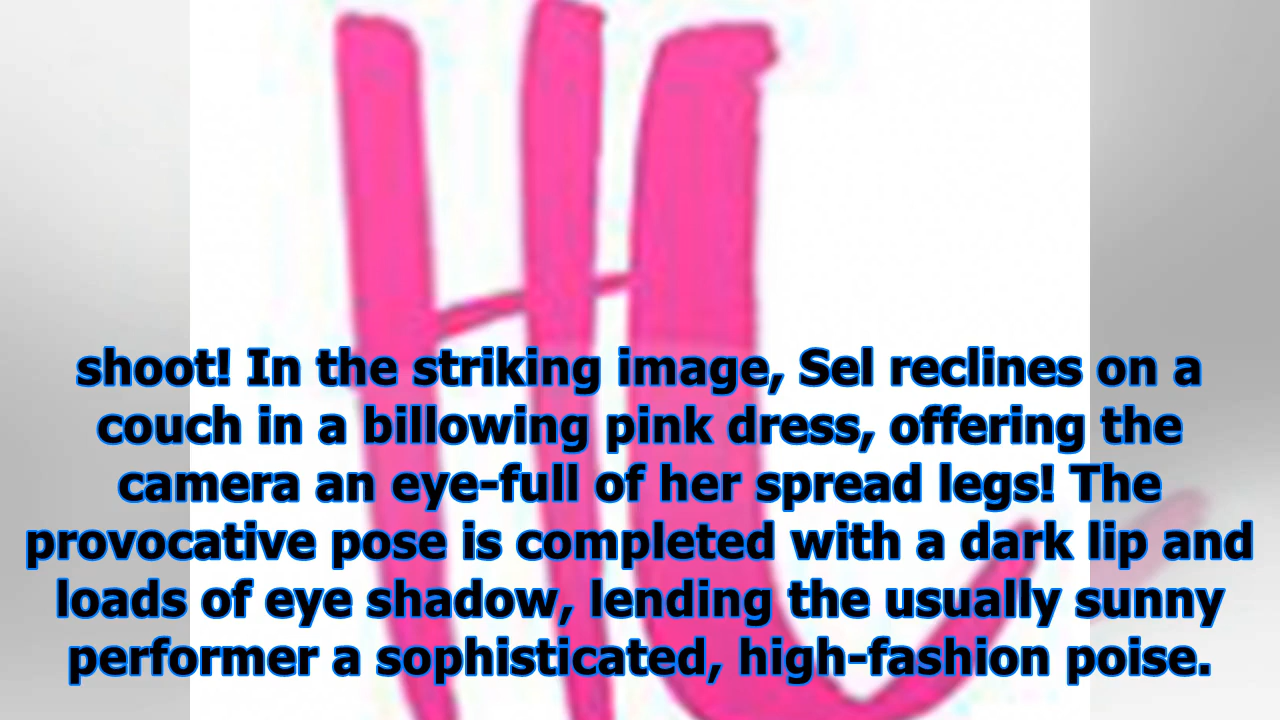 HL
shoot! In the striking image, Sel reclines on a
couch in a billowing pink dress, offering the
camera an eye-full of her spread legs! The
provocative pose is completed with a dark lip and
loads of eye shadow, lending the usually sunny
performer a sophisticated, high-fashion poise.